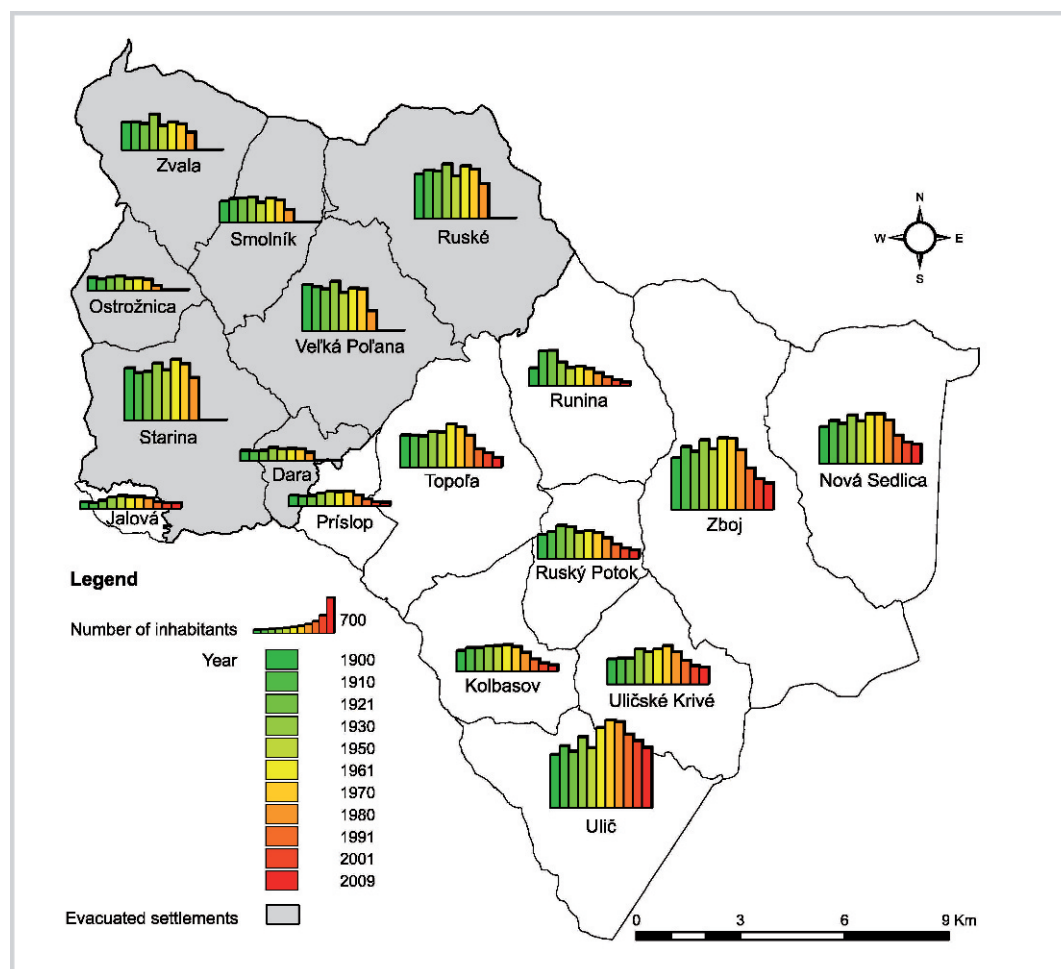 Zvala
Smolník
Ruské
N
W
E
S
Ostrožnica
Veľká Poľana
Runina
Starina
Dara
Topoľa
Nová Sedlica
Zboj
Jalová
Príslop
Ruský Potok
Legend
Number of inhabitants 700
Kolbasov
Uličské Krivé
Ulič
Year
1900
1910
1921
1930
1950
1961
1970
1980
1991
2001
2009
Evacuated settlements
0 3 6 9 Km